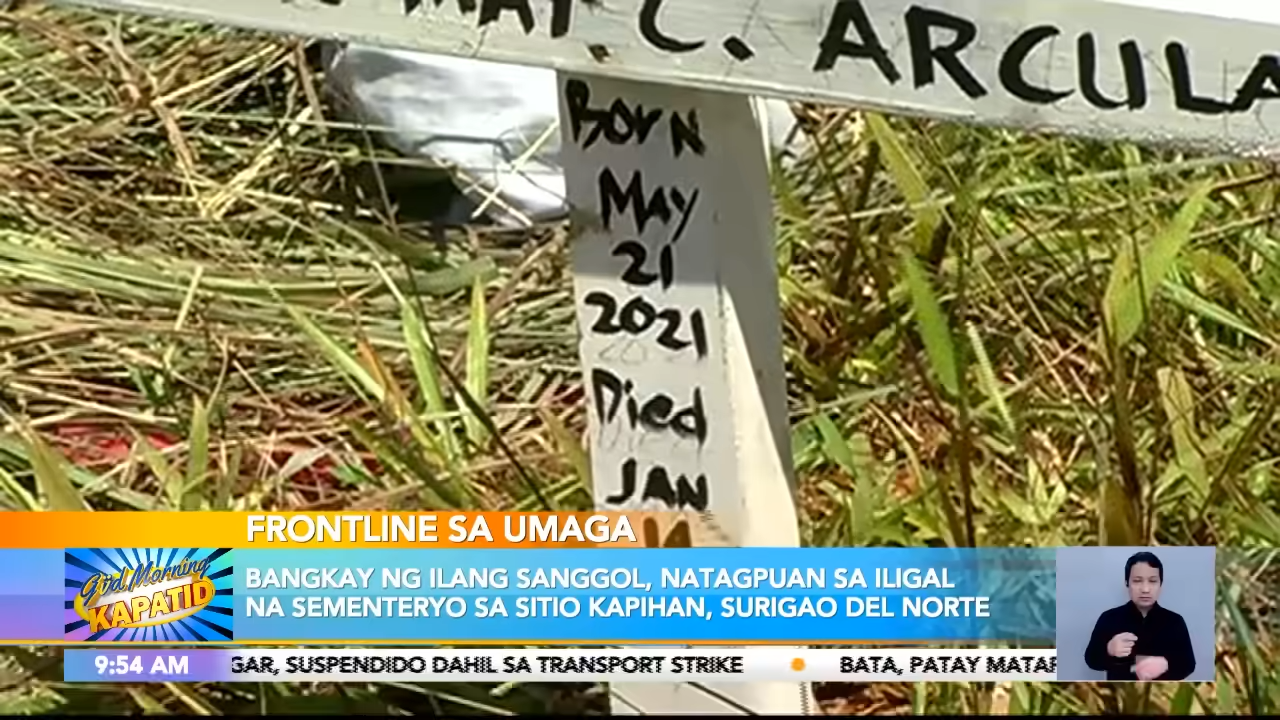 MAY. C. ARCULA
Born
May
21
2021
Died
JAN
FRONTLINE SA UMAGA
Gud Morning
KAPATID
BANGKAY NG ILANG SANGGOL, NATAGPUAN SA ILIGAL
NA SEMENTERYO SA SITIO KAPIHAN, SURIGAO DEL NORTE
9:54 AM
GAR, SUSPENDIDO DAHIL SA TRANSPORT STRIKE
BATA, PATAY